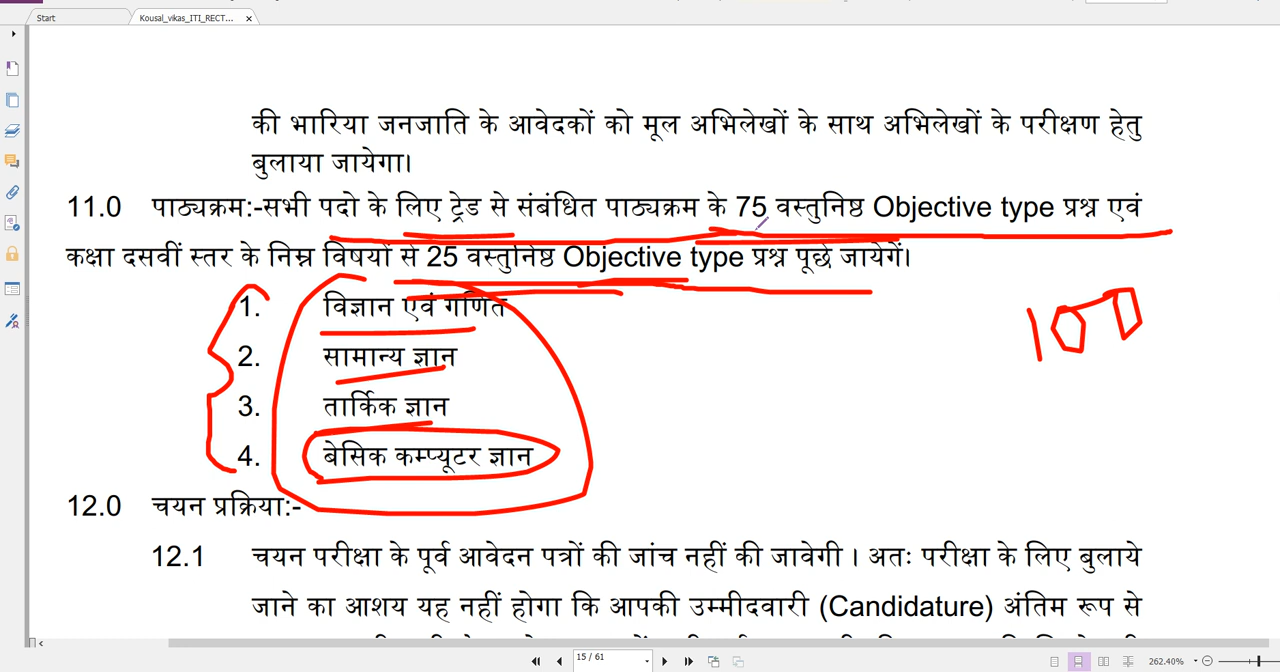 Start
Kousal_vikas_ITI_RECT...
की भारिया जनजाति के आवेदकों को मूल अभिलेखों के साथ अभिलेखों के परीक्षण हेतु
बुलाया जायेगा।
11.0 पाठ्यक्रम:-सभी पदो के लिए ट्रेड से संबंधित पाठ्यक्रम के 75 वस्तुनिष्ठ Objective type प्रश्न एवं
कक्षा दसवीं स्तर के निम्न विषयों से 25 वस्तुनिष्ठ Objective type प्रश्न पूछे जायेगें।
1. विज्ञान एवं गणित
100
2. सामान्य ज्ञान
3. तार्किक ज्ञान
4. बेसिक कम्प्यूटर ज्ञान
12.0 चयन प्रक्रिया:-
12.1 चयन परीक्षा के पूर्व आवेदन पत्रों की जांच नहीं की जावेगी । अतः परीक्षा के लिए बुलाये
जाने का आशय यह नहीं होगा कि आपकी उम्मीदवारी (Candidature) अंतिम रूप से
15 / 61
262.40%